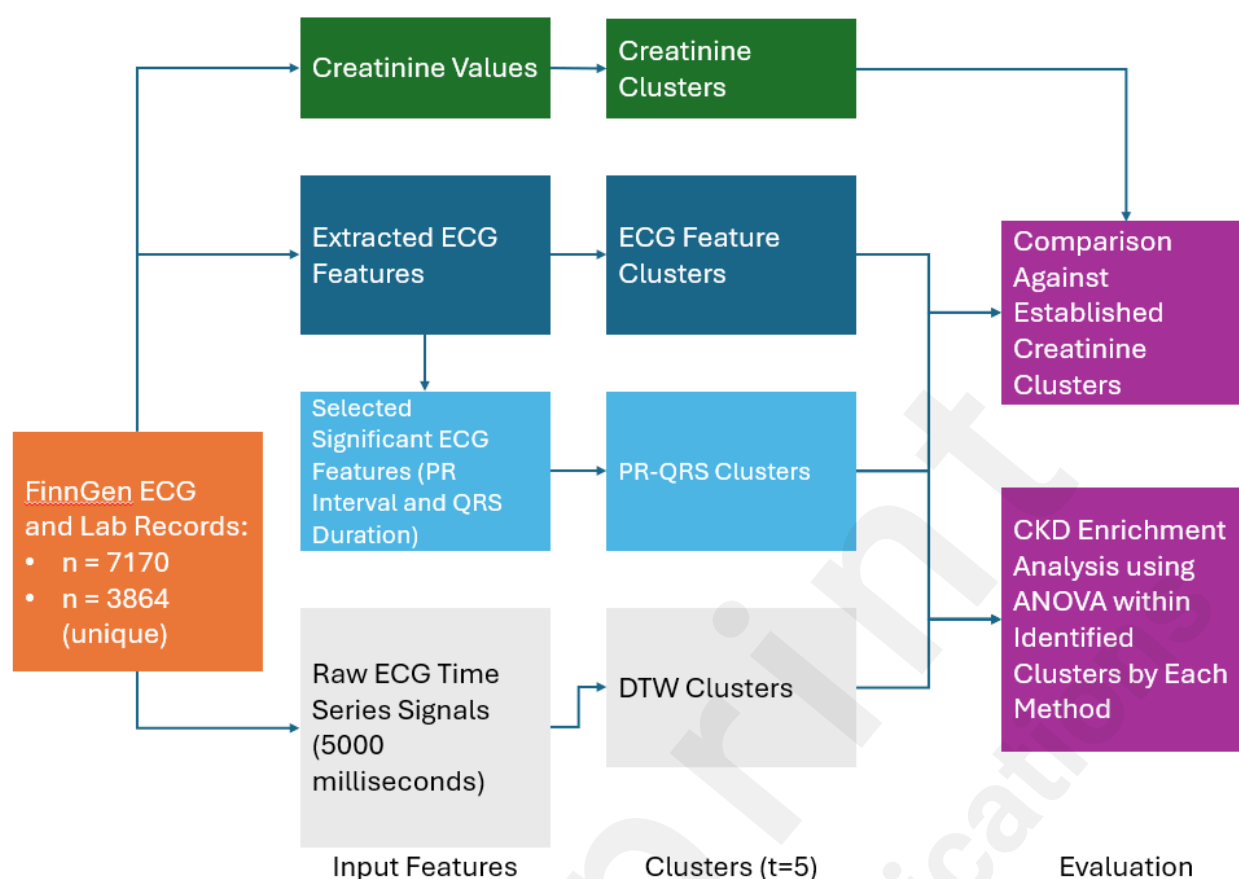 Creatinine Values
Creatinine
Clusters
Extracted ECG
Features
ECG Feature
Clusters
Comparison
Against
Established
Creatinine
Clusters
Selected
Significant ECG
Features (PR
Interval and QRS
Duration)
PR-QRS Clusters
FinnGen ECG
and Lab Records:
• n = 7170
• n = 3864
(unique)
CKD Enrichment
Analysis using
ANOVA within
Identified
Clusters by Each
Method
Raw ECG Time
Series Signals
(5000
milliseconds)
DTW Clusters
Input Features
Clusters (t=5)
Evaluation